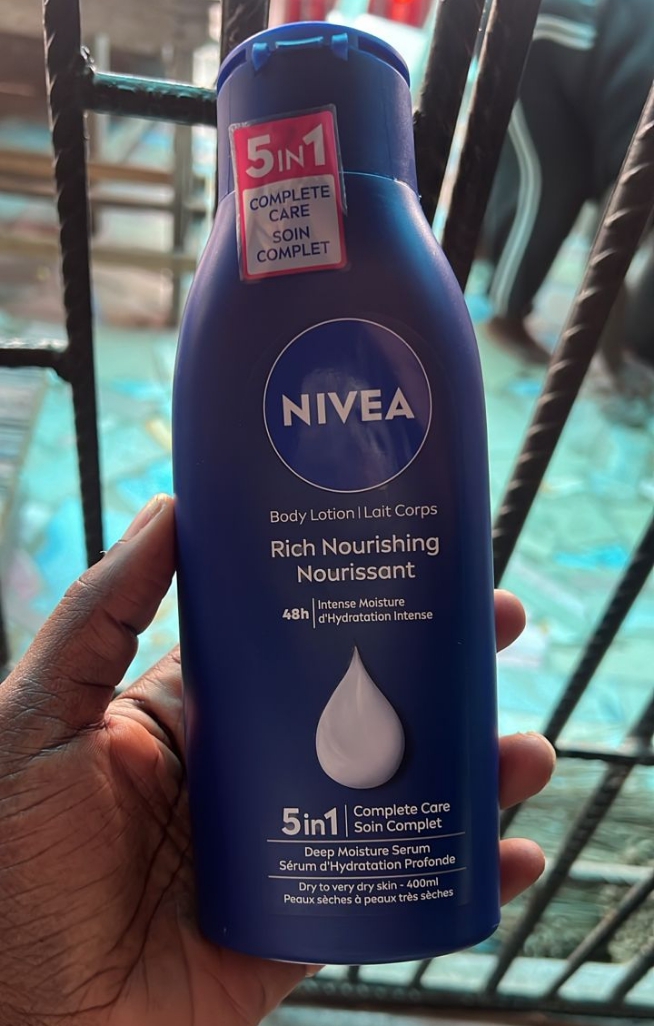 5IN1
COMPLETE
CARE
SOIN
COMPLET
NIVEA
Body Lotion | Lait Corps
Rich Nourishing
Nourissant
48h | Intense Moisture
d'Hydratation Intense
5in1 | Complete Care
Soin Complet
Deep Moisture Serum
Sérum d'Hydratation Profonde
Dry to very dry skin - 400ml
Peaux sèches à peaux très sèches